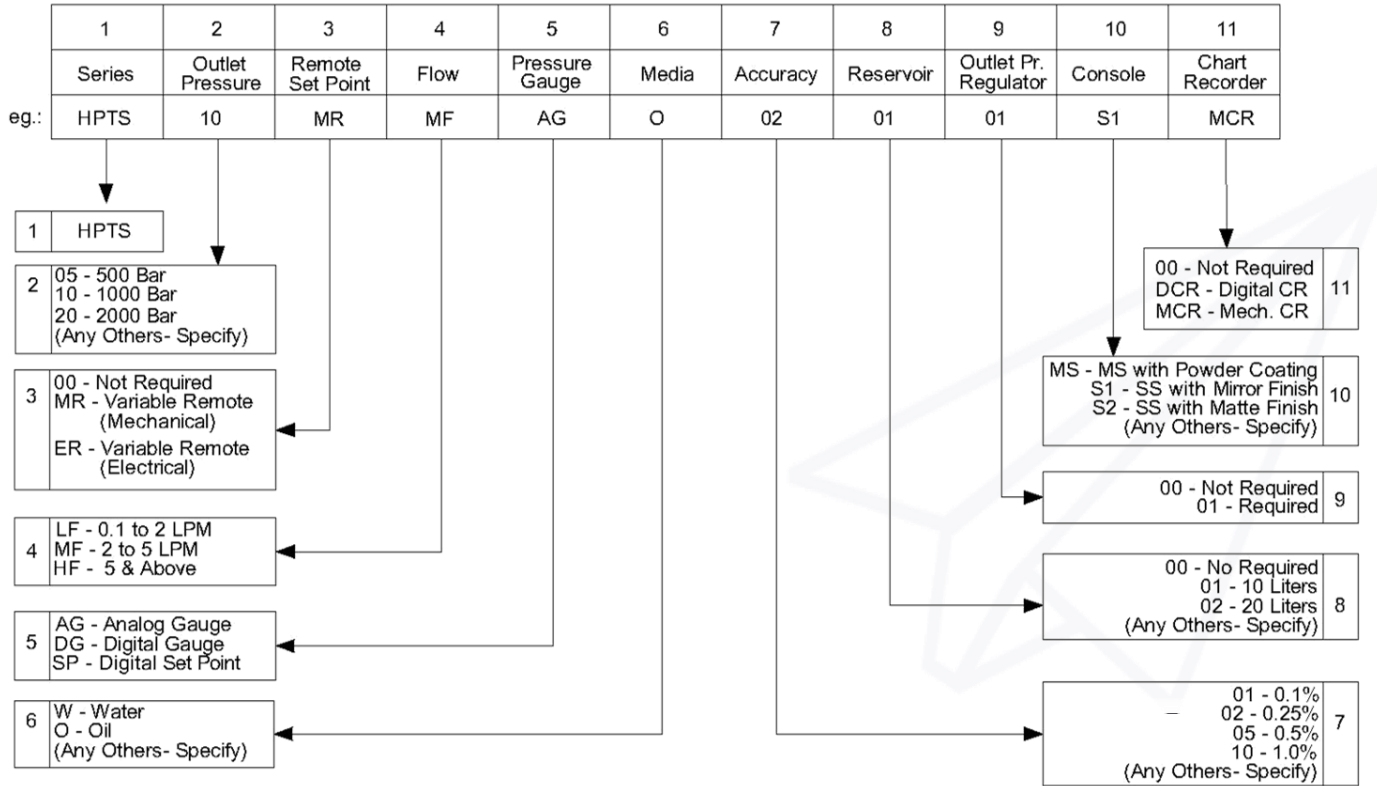 1 2 3 4 5 6 7 8 9 10 11
Series Outlet Pressure Remote Set Point Flow Pressure Gauge Media Accuracy Reservoir Outlet Pr. Regulator Console Chart Recorder
eg.: HPTS 10 MR MF AG O 02 01 01 S1 MCR
1 HPTS
2
05 - 500 Bar
10 - 1000 Bar
20 - 2000 Bar
(Any Others- Specify)
3
00 - Not Required
MR - Variable Remote
(Mechanical)
ER - Variable Remote
(Electrical)
4
LF - 0.1 to 2 LPM
MF - 2 to 5 LPM
HF - 5 & Above
5
AG - Analog Gauge
DG - Digital Gauge
SP - Digital Set Point
6
W - Water
O - Oil
(Any Others- Specify)
00 - Not Required
DCR - Digital CR
MCR - Mech. CR
11
MS - MS with Powder Coating
S1 - SS with Mirror Finish
S2 - SS with Matte Finish
(Any Others- Specify)
10
00 - Not Required
01 - Required
9
00 - No Required
01 - 10 Liters
02 - 20 Liters
(Any Others- Specify)
8
01 - 0.1%
02 - 0.25%
05 - 0.5%
10 - 1.0%
(Any Others- Specify)
7